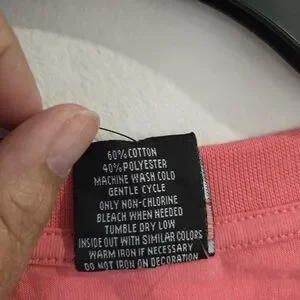 60% COTTON
40% POLYESTER
MACHINE WASH COLD
GENTLE CYCLE
ONLY NON-CHLORINE
BLEACH WHEN NEEDED
TUMBLE DRY LOW
INSIDE OUT WITH SIMILAR COLORS
WARM IRON IF NECESSARY
DO NOT IRON ON DECORATION